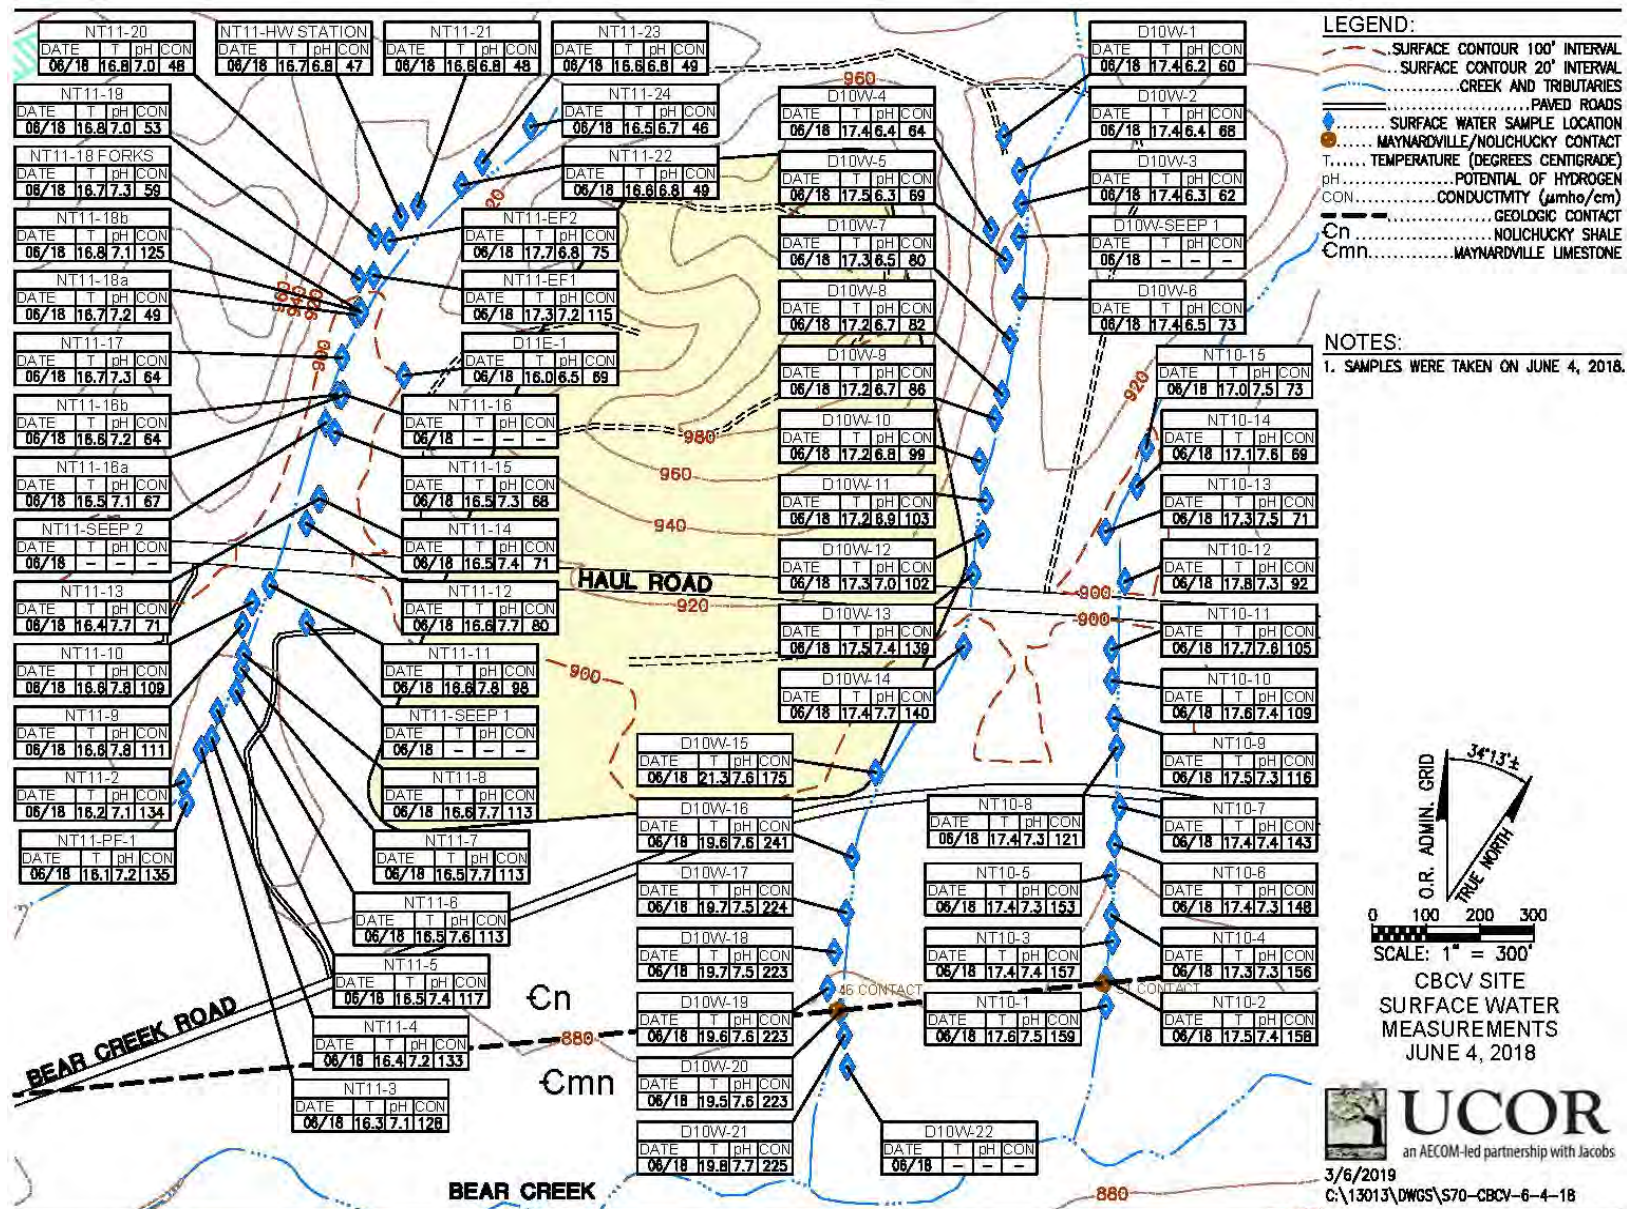 NT11-20
DATE T pH CON
06/18 16.8 7.0 48
NT11-HW STATION
DATE T pH CON
06/18 16.7 6.8 47
NT11-21
DATE T pH CON
06/18 16.6 6.8 48
NT11-23
DATE T pH CON
06/18 16.6 6.8 49
NT11-19
DATE T pH CON
06/18 16.8 7.0 53
NT11-24
DATE T pH CON
06/18 16.5 6.7 46
NT11-18 FORKS
DATE T pH CON
06/18 16.7 7.3 59
NT11-22
DATE T pH CON
06/18 16.6 6.8 49
NT11-18b
DATE T pH CON
06/18 16.8 7.1 125
NT11-EF2
DATE T pH CON
06/18 17.7 6.8 75
NT11-18a
DATE T pH CON
06/18 16.7 7.2 49
NT11-EF1
DATE T pH CON
06/18 17.3 7.2 115
NT11-17
DATE T pH CON
06/18 16.7 7.3 64
D11E-1
DATE T pH CON
06/18 16.0 6.5 69
NT11-16b
DATE T pH CON
06/18 16.6 7.2 64
NT11-16
DATE T pH CON
06/18 – – –
NT11-16a
DATE T pH CON
06/18 16.5 7.1 67
NT11-15
DATE T pH CON
06/18 16.5 7.3 68
NT11-SEEP 2
DATE T pH CON
06/18 – – –
NT11-14
DATE T pH CON
06/18 16.5 7.4 71
NT11-13
DATE T pH CON
06/18 16.4 7.7 71
NT11-12
DATE T pH CON
06/18 16.6 7.7 80
NT11-10
DATE T pH CON
06/18 16.6 7.8 109
NT11-11
DATE T pH CON
06/18 16.6 7.8 98
NT11-9
DATE T pH CON
06/18 16.6 7.8 111
NT11-SEEP 1
DATE T pH CON
06/18 – – –
NT11-2
DATE T pH CON
06/18 16.2 7.1 134
NT11-8
DATE T pH CON
06/18 16.6 7.7 113
NT11-PF-1
DATE T pH CON
06/18 16.1 7.2 135
NT11-7
DATE T pH CON
06/18 16.5 7.7 113
NT11-6
DATE T pH CON
06/18 16.5 7.6 113
NT11-5
DATE T pH CON
06/18 16.5 7.4 117
NT11-4
DATE T pH CON
06/18 16.4 7.2 133
NT11-3
DATE T pH CON
06/18 16.3 7.1 128
D10W-1
DATE T pH CON
06/18 17.4 6.2 60
D10W-4
DATE T pH CON
06/18 17.4 6.4 64
D10W-2
DATE T pH CON
06/18 17.4 6.4 68
D10W-5
DATE T pH CON
06/18 17.5 6.3 69
D10W-3
DATE T pH CON
06/18 17.4 6.3 62
D10W-7
DATE T pH CON
06/18 17.3 6.5 80
D10W-SEEP 1
DATE T pH CON
06/18 – – –
D10W-8
DATE T pH CON
06/18 17.2 6.7 82
D10W-6
DATE T pH CON
06/18 17.4 6.5 73
D10W-9
DATE T pH CON
06/18 17.2 6.7 86
D10W-10
DATE T pH CON
06/18 17.2 6.8 99
D10W-11
DATE T pH CON
06/18 17.2 6.9 103
D10W-12
DATE T pH CON
06/18 17.3 7.0 102
D10W-13
DATE T pH CON
06/18 17.5 7.4 139
D10W-14
DATE T pH CON
06/18 17.4 7.7 140
D10W-15
DATE T pH CON
06/18 21.3 7.6 175
D10W-16
DATE T pH CON
06/18 19.6 7.6 241
D10W-17
DATE T pH CON
06/18 19.7 7.5 224
D10W-18
DATE T pH CON
06/18 19.7 7.5 223
D10W-19
DATE T pH CON
06/18 19.6 7.6 223
D10W-20
DATE T pH CON
06/18 19.5 7.6 223
D10W-21
DATE T pH CON
06/18 19.8 7.7 225
D10W-22
DATE T pH CON
06/18 – – –
NT10-15
DATE T pH CON
06/18 17.0 7.5 73
NT10-14
DATE T pH CON
06/18 17.1 7.6 69
NT10-13
DATE T pH CON
06/18 17.3 7.5 71
NT10-12
DATE T pH CON
06/18 17.8 7.3 92
NT10-11
DATE T pH CON
06/18 17.7 7.6 105
NT10-10
DATE T pH CON
06/18 17.6 7.4 109
NT10-9
DATE T pH CON
06/18 17.5 7.3 116
NT10-8
DATE T pH CON
06/18 17.4 7.3 121
NT10-7
DATE T pH CON
06/18 17.4 7.4 143
NT10-5
DATE T pH CON
06/18 17.4 7.3 153
NT10-6
DATE T pH CON
06/18 17.4 7.3 148
NT10-3
DATE T pH CON
06/18 17.4 7.4 157
NT10-4
DATE T pH CON
06/18 17.3 7.3 156
NT10-1
DATE T pH CON
06/18 17.6 7.5 159
NT10-2
DATE T pH CON
06/18 17.5 7.4 158
960
920
980
960
940
HAUL ROAD
920
900
900
900
900
880
880
46 CONTACT
CONTACT
Єn
Єmn
BEAR CREEK ROAD
BEAR CREEK
LEGEND:
SURFACE CONTOUR 100' INTERVAL
SURFACE CONTOUR 20' INTERVAL
CREEK AND TRIBUTARIES
PAVED ROADS
SURFACE WATER SAMPLE LOCATION
MAYNARDVILLE/NOLICHUCKY CONTACT
T...... TEMPERATURE (DEGREES CENTIGRADE)
pH...... POTENTIAL OF HYDROGEN
CON...... CONDUCTIVITY (µmho/cm)
GEOLOGIC CONTACT
Єn...... NOLICHUCKY SHALE
Єmn...... MAYNARDVILLE LIMESTONE
NOTES:
1. SAMPLES WERE TAKEN ON JUNE 4, 2018.
34°13'±
O.R. ADMIN. GRID
TRUE NORTH
0 100 200 300
SCALE: 1" = 300'
CBCV SITE
SURFACE WATER
MEASUREMENTS
JUNE 4, 2018
UCOR
an AECOM-led partnership with Jacobs
3/6/2019
C:\13013\DWGS\S70-CBCV-6-4-18